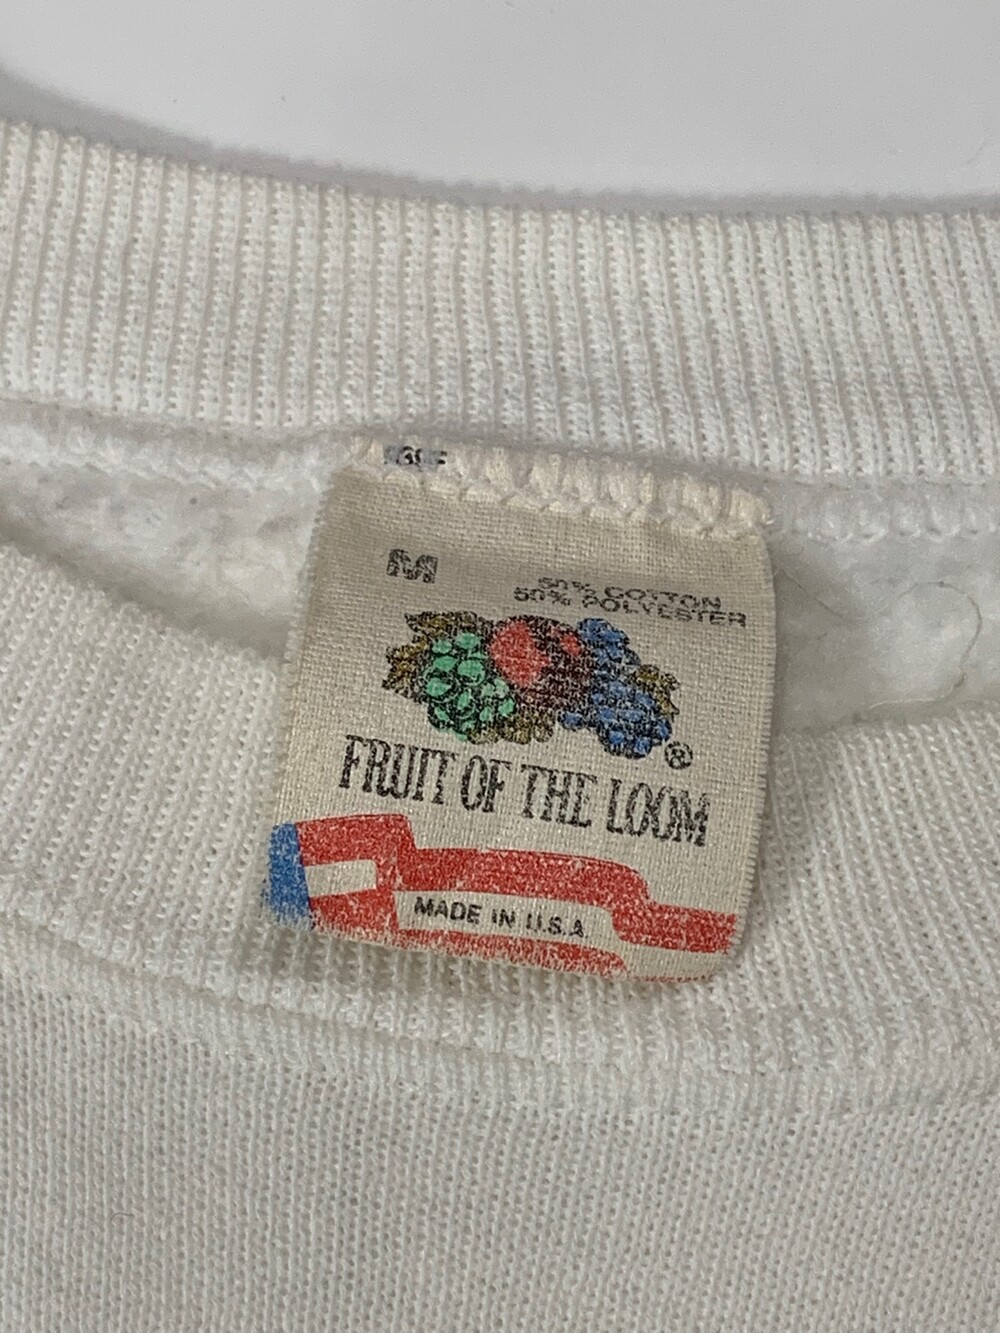 M
50% COTTON
50% POLYESTER
®
FRUIT OF THE LOOM
MADE IN U.S.A.